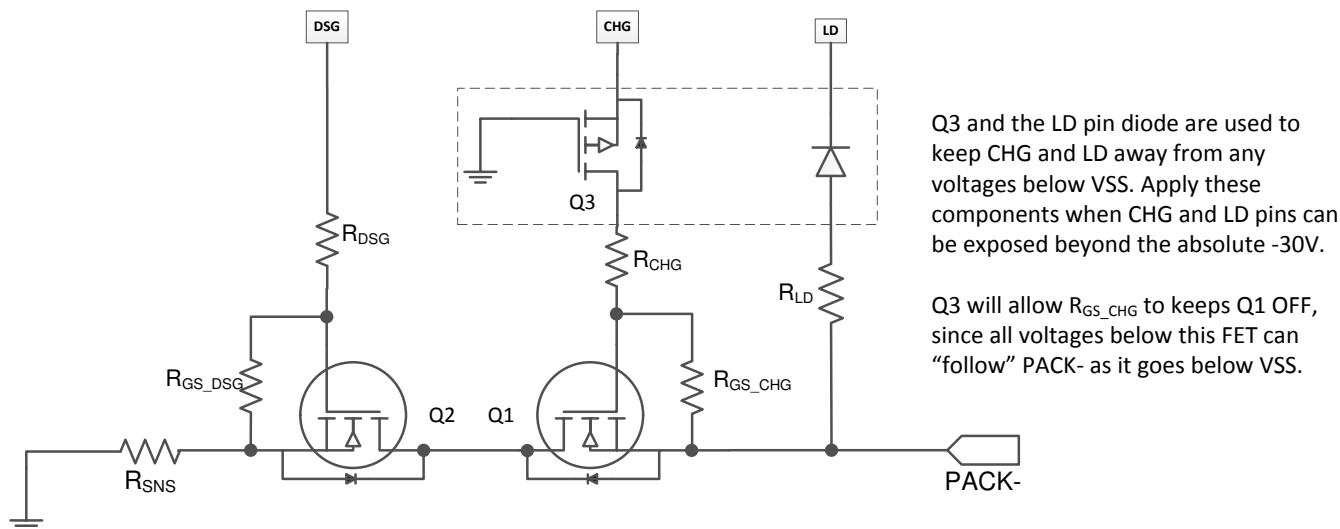 DSG
CHG
LD
Q3 and the LD pin diode are used to
keep CHG and LD away from any
voltages below VSS. Apply these
components when CHG and LD pins can
be exposed beyond the absolute -30V.
Q3 will allow RGS_CHG to keeps Q1 OFF,
since all voltages below this FET can
“follow” PACK- as it goes below VSS.
Q3
RDSG
RCHG
RLD
RGS_DSG
RGS_CHG
Q2
Q1
RSNS
PACK-